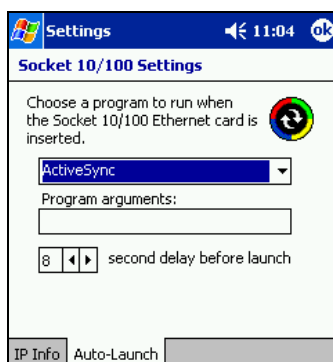 Settings 11:04 ok
Socket 10/100 Settings
Choose a program to run when
the Socket 10/100 Ethernet card is
inserted.
ActiveSync
Program arguments:
8 second delay before launch
IP Info Auto-Launch